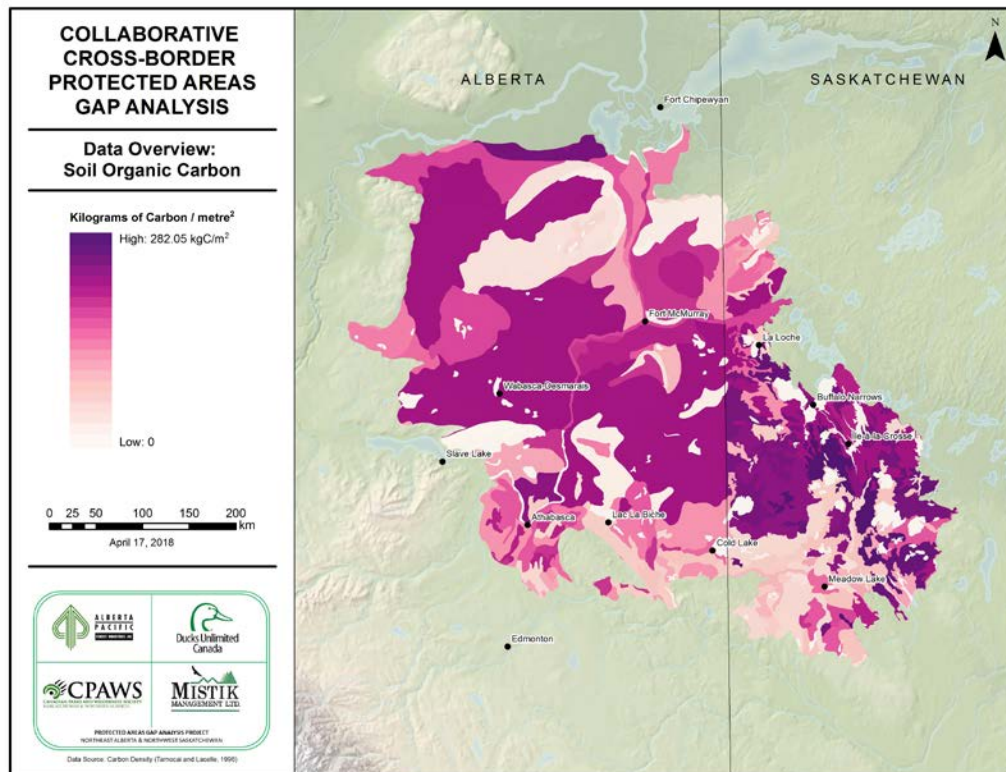 COLLABORATIVE
CROSS-BORDER
PROTECTED AREAS
GAP ANALYSIS
Data Overview:
Soil Organic Carbon
Kilograms of Carbon / metre²
High: 282.05 kgC/m²
Low: 0
0 25 50 100 150 200
km
April 17, 2018
ALBERTA
PACIFIC
Ducks Unlimited
Canada
CPAWS
MISTIK
MANAGEMENT LTD.
PROTECTED AREAS GAP ANALYSIS PROJECT
NORTHEAST ALBERTA & NORTHWEST SASKATCHEWAN
Data Source: Carbon Density (Tarnocai and Lacelle, 1996)
N
ALBERTA
SASKATCHEWAN
Fort Chipewyan
Fort McMurray
La Loche
Wabasca-Desmarais
Buffalo Narrows
Ile-a-la-Crosse
Slave Lake
Athabasca
Lac La Biche
Cold Lake
Meadow Lake
Edmonton